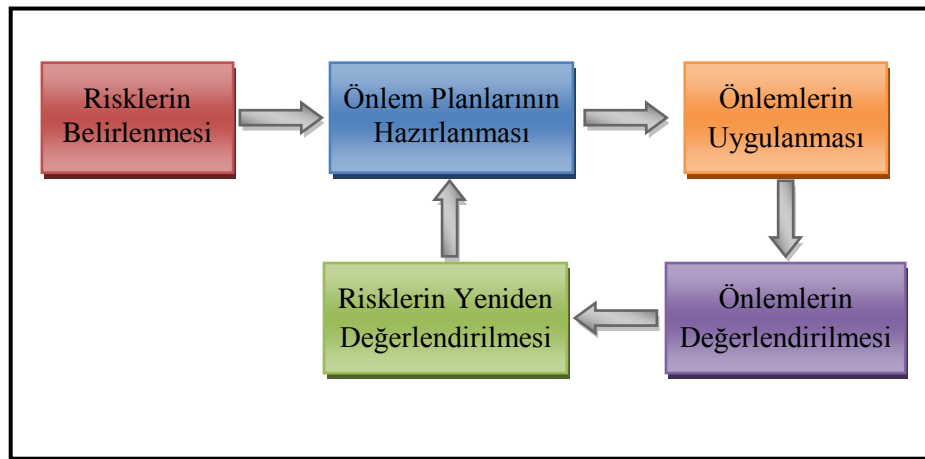 Risklerin
Belirlenmesi
Önlem Planlarının
Hazırlanması
Önlemlerin
Uygulanması
Risklerin Yeniden
Değerlendirilmesi
Önlemlerin
Değerlendirilmesi